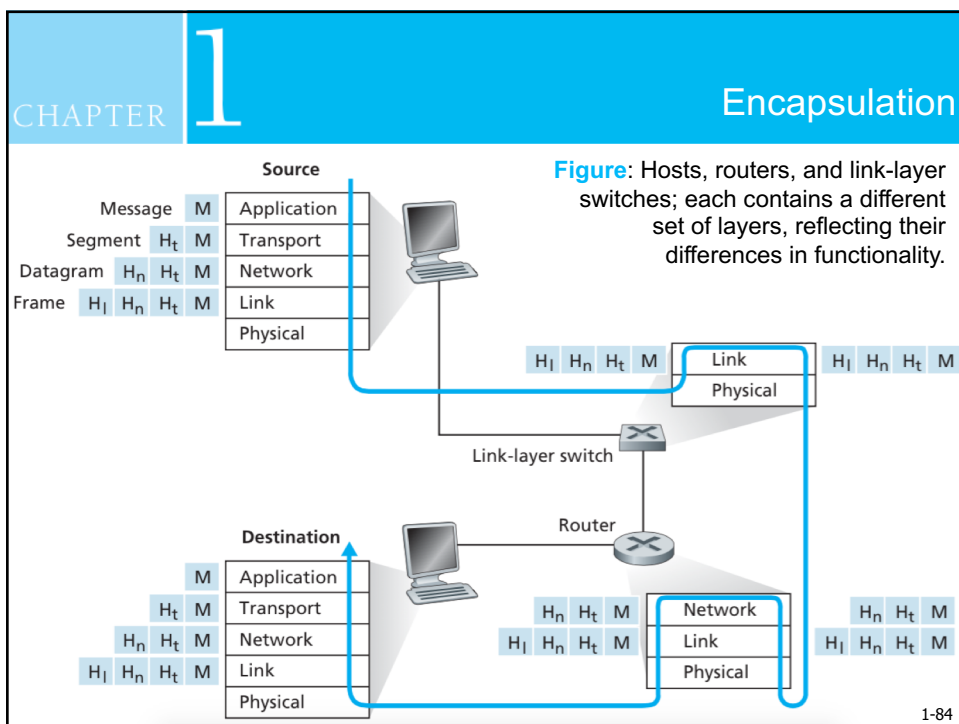 CHAPTER 1
Encapsulation
Figure: Hosts, routers, and link-layer
switches; each contains a different
set of layers, reflecting their
differences in functionality.
Source
Message M Application
Segment Ht M Transport
Datagram Hn Ht M Network
Frame Hl Hn Ht M Link
Physical
Hl Hn Ht M Link Hl Hn Ht M
Physical
Link-layer switch
Router
Destination
M Application
Ht M Transport
Hn Ht M Network
Hl Hn Ht M Link
Physical
Hn Ht M Network Hn Ht M
Hl Hn Ht M Link Hl Hn Ht M
Physical
1-84